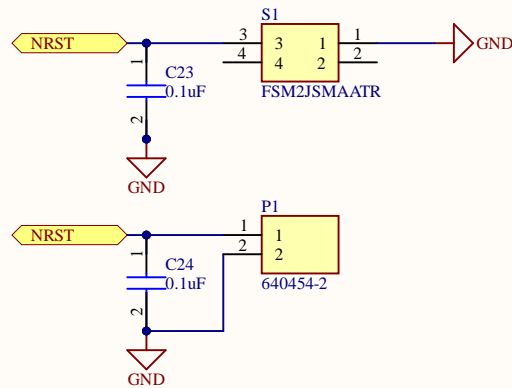 S1
NRST
3
3
1
1
GND
4
4
2
2
1
C23
0.1uF
FSM2JSMAATR
2
GND
P1
NRST
1
1
2
2
1
C24
0.1uF
640454-2
2
GND